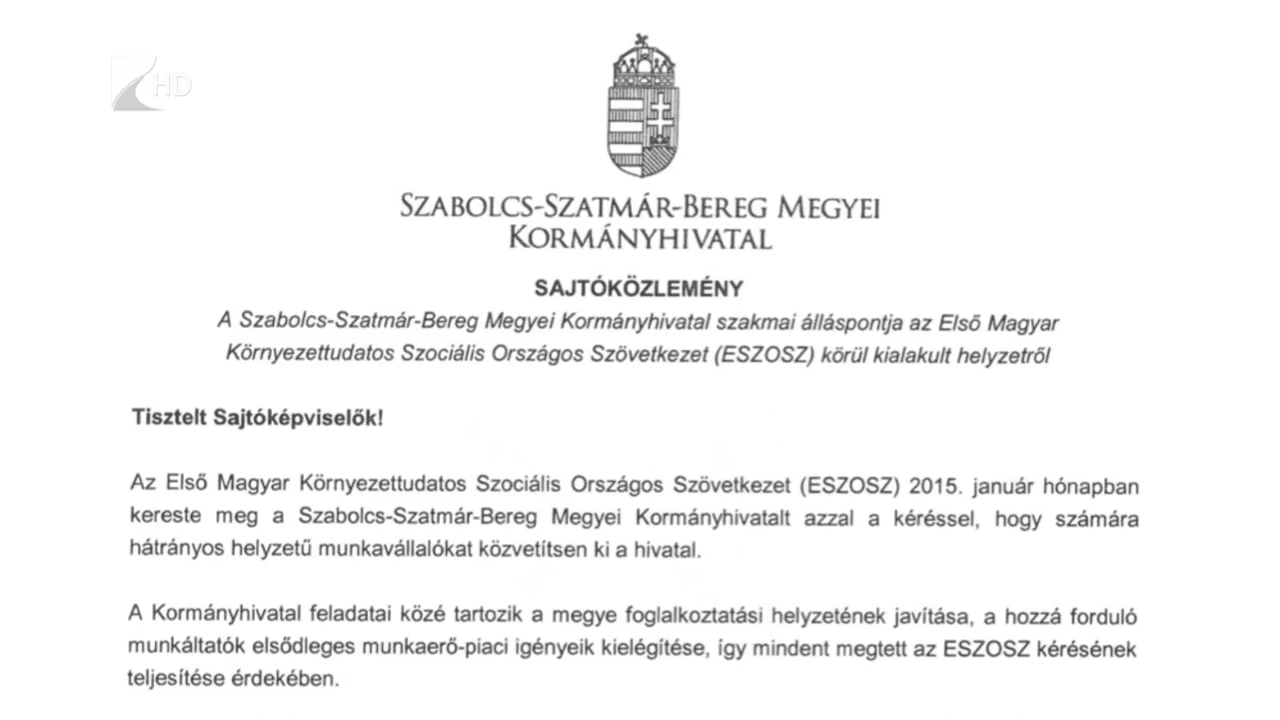 HD
SZABOLCS-SZATMÁR-BEREG MEGYEI
KORMÁNYHIVATAL
SAJTÓKÖZLEMÉNY
A Szabolcs-Szatmár-Bereg Megyei Kormányhivatal szakmai álláspontja az Első Magyar
Környezettudatos Szociális Országos Szövetkezet (ESZOSZ) körül kialakult helyzetről
Tisztelt Sajtóképviselők!
Az Első Magyar Környezettudatos Szociális Országos Szövetkezet (ESZOSZ) 2015. január hónapban
kereste meg a Szabolcs-Szatmár-Bereg Megyei Kormányhivatalt azzal a kéréssel, hogy számára
hátrányos helyzetű munkavállalókat közvetítsen ki a hivatal.
A Kormányhivatal feladatai közé tartozik a megye foglalkoztatási helyzetének javítása, a hozzá forduló
munkáltatók elsődleges munkaerő-piaci igényeik kielégítése, így mindent megtett az ESZOSZ kérésének
teljesítése érdekében.